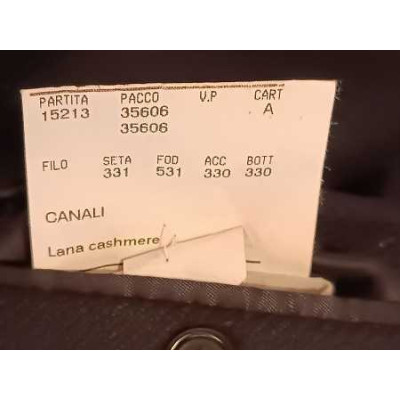 PARTITA PACCO V.P CART
15213 35606 A
35606
FILO SETA FOD ACC BOTT
331 531 330 330
CANALI
Lana cashmere